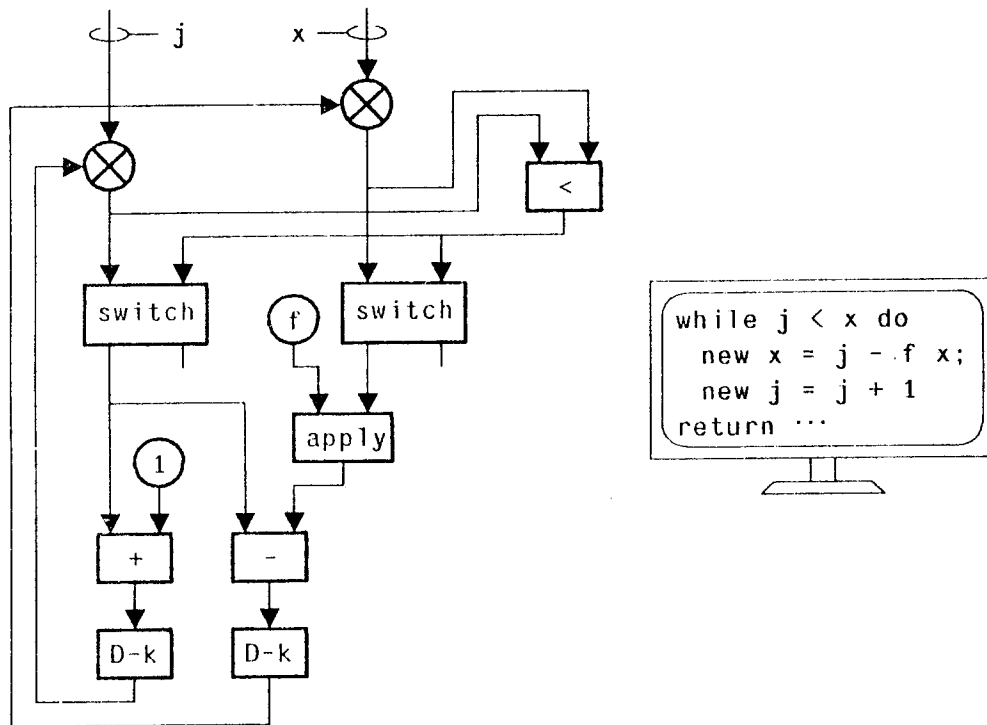 j
x
<
switch
switch
f
apply
1
+
-
D-k
D-k
while j < x do
new x = j - f x;
new j = j + 1
return ...